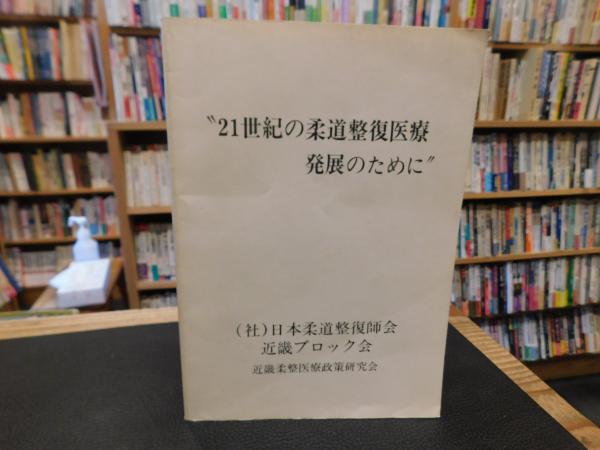 〝21世紀の柔道整復医療
発展のために〟
(社)日本柔道整復師会
近畿ブロック会
近畿柔整医療政策研究会